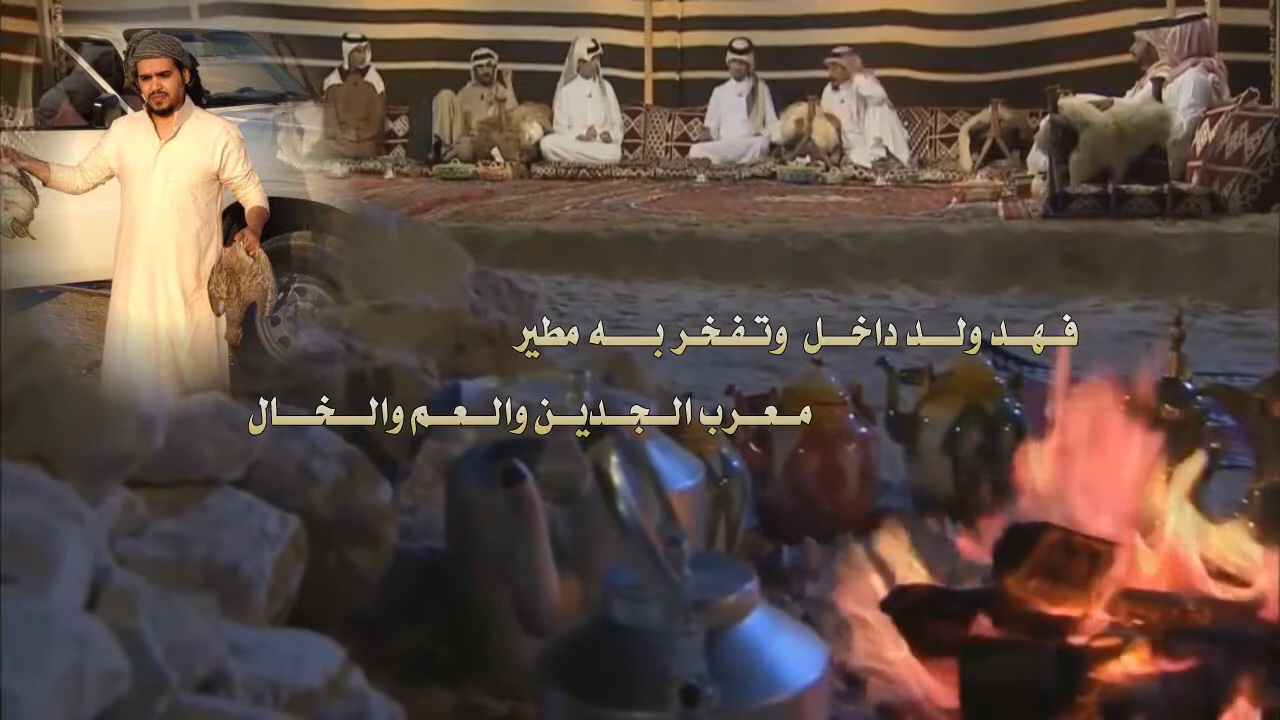 فهد ولد داخل وتفخر به مطير
معرب الجدين والعم والخال